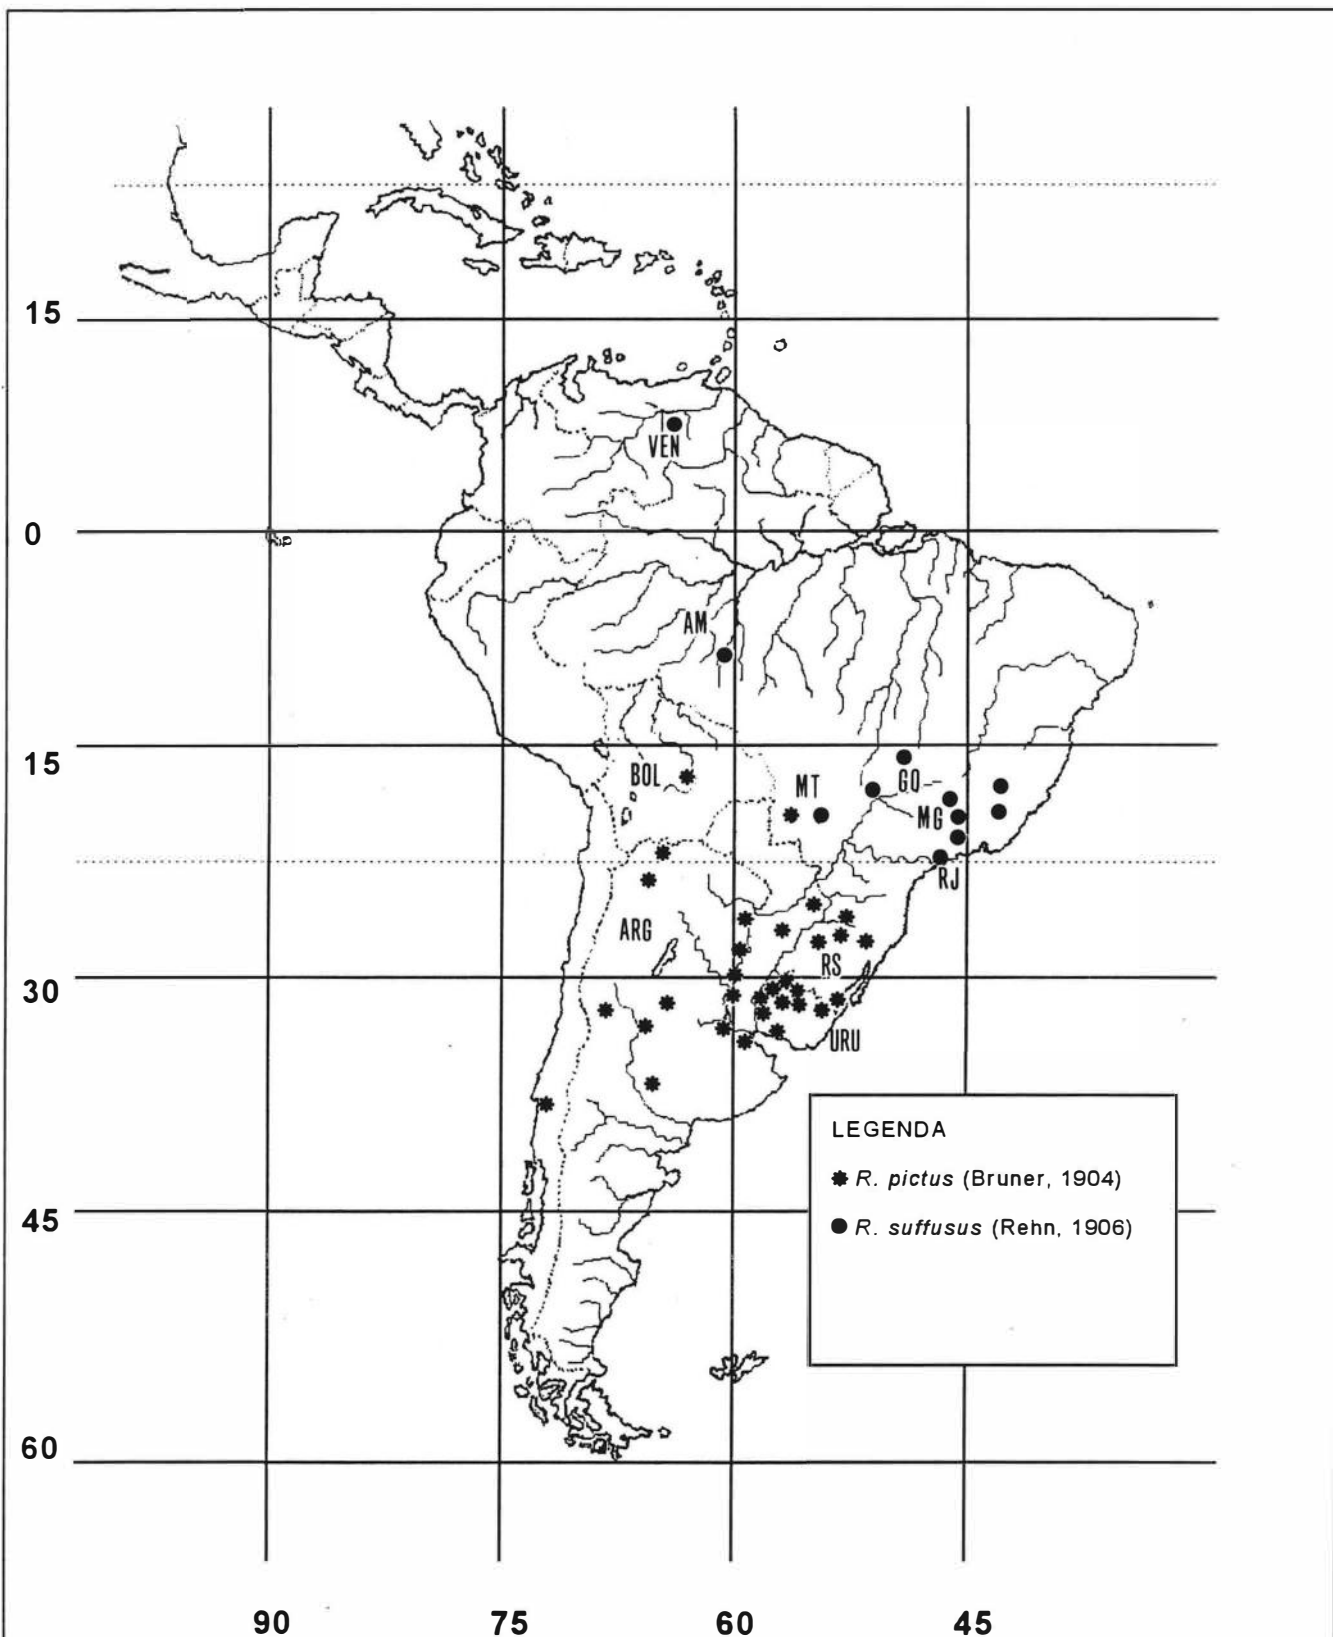 15
VEN
0
AM
15
BOL
MT
GO
MG
RJ
ARG
RS
30
URU
LEGENDA
R. pictus (Bruner, 1904)
45
R. suffusus (Rehn, 1906)
60
90 75 60 45